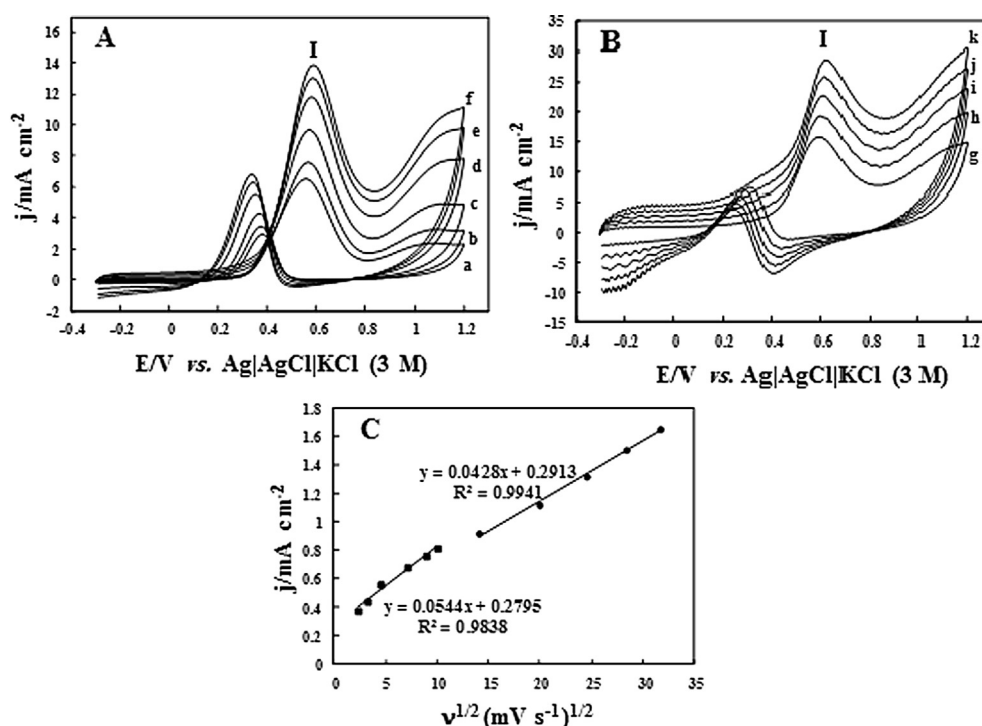 A
I
j/mA cm-2
16
14
12
10
8
6
4
2
0
-2
f
e
d
c
b
a
-0.4 -0.2 0 0.2 0.4 0.6 0.8 1 1.2
E/V vs. Ag|AgCl|KCl (3 M)
B
I
j/mA cm-2
35
30
25
20
15
10
5
0
-5
-10
-15
k
j
i
h
g
-0.4 -0.2 0 0.2 0.4 0.6 0.8 1 1.2
E/V vs. Ag|AgCl|KCl (3 M)
C
j/mA cm-2
1.8
1.6
1.4
1.2
1
0.8
0.6
0.4
0.2
0
y = 0.0428x + 0.2913
R² = 0.9941
y = 0.0544x + 0.2795
R² = 0.9838
0 5 10 15 20 25 30 35
ν1/2 (mV s-1)1/2